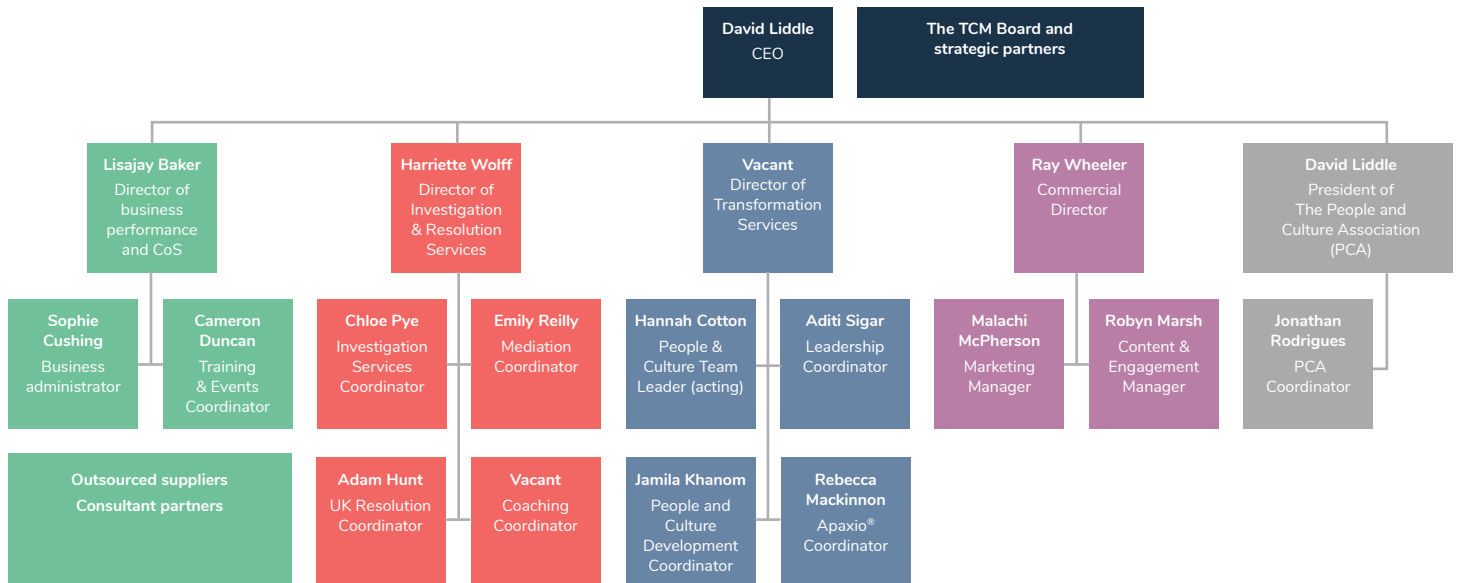 David Liddle
CEO
The TCM Board and
strategic partners
Lisajay Baker
Director of
business
performance
and CoS
Harriette Wolff
Director of
Investigation
& Resolution
Services
Vacant
Director of
Transformation
Services
Ray Wheeler
Commercial
Director
David Liddle
President of
The People and
Culture Association
(PCA)
Sophie
Cushing
Business
administrator
Cameron
Duncan
Training
& Events
Coordinator
Chloe Pye
Investigation
Services
Coordinator
Emily Reilly
Mediation
Coordinator
Hannah Cotton
People &
Culture Team
Leader (acting)
Aditi Sigar
Leadership
Coordinator
Malachi
McPherson
Marketing
Manager
Robyn Marsh
Content &
Engagement
Manager
Jonathan
Rodrigues
PCA
Coordinator
Outsourced suppliers
Consultant partners
Adam Hunt
UK Resolution
Coordinator
Vacant
Coaching
Coordinator
Jamila Khanom
People and
Culture
Development
Coordinator
Rebecca
Mackinnon
Apaxio®
Coordinator